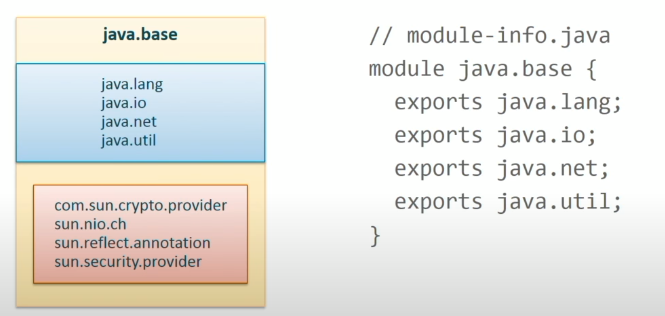 java.base
java.lang
java.io
java.net
java.util
com.sun.crypto.provider
sun.nio.ch
sun.reflect.annotation
sun.security.provider
// module-info.java
module java.base {
exports java.lang;
exports java.io;
exports java.net;
exports java.util;
}